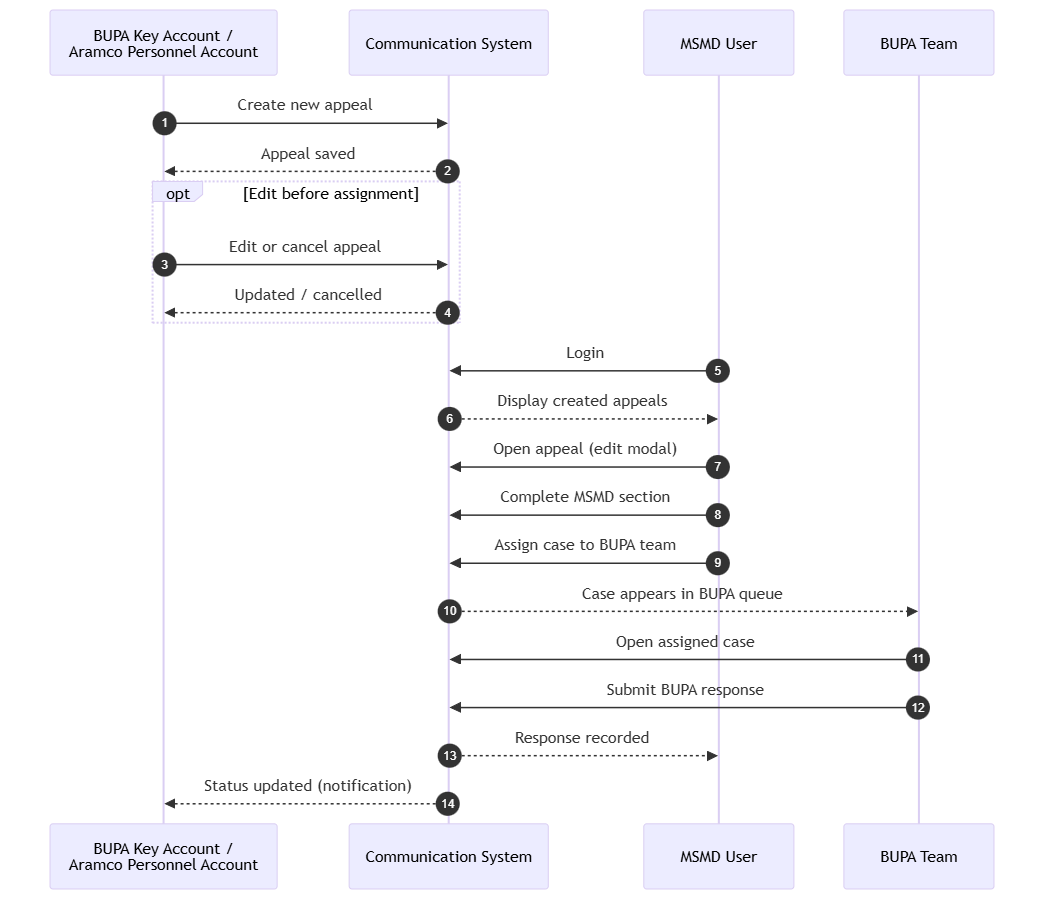 BUPA Key Account /
Aramco Personnel Account
Communication System
MSMD User
BUPA Team
Create new appeal
1
Appeal saved
2
opt
[Edit before assignment]
Edit or cancel appeal
3
Updated / cancelled
4
Login
5
Display created appeals
6
Open appeal (edit modal)
7
Complete MSMD section
8
Assign case to BUPA team
9
Case appears in BUPA queue
10
Open assigned case
11
Submit BUPA response
12
Response recorded
13
Status updated (notification)
14
BUPA Key Account /
Aramco Personnel Account
Communication System
MSMD User
BUPA Team